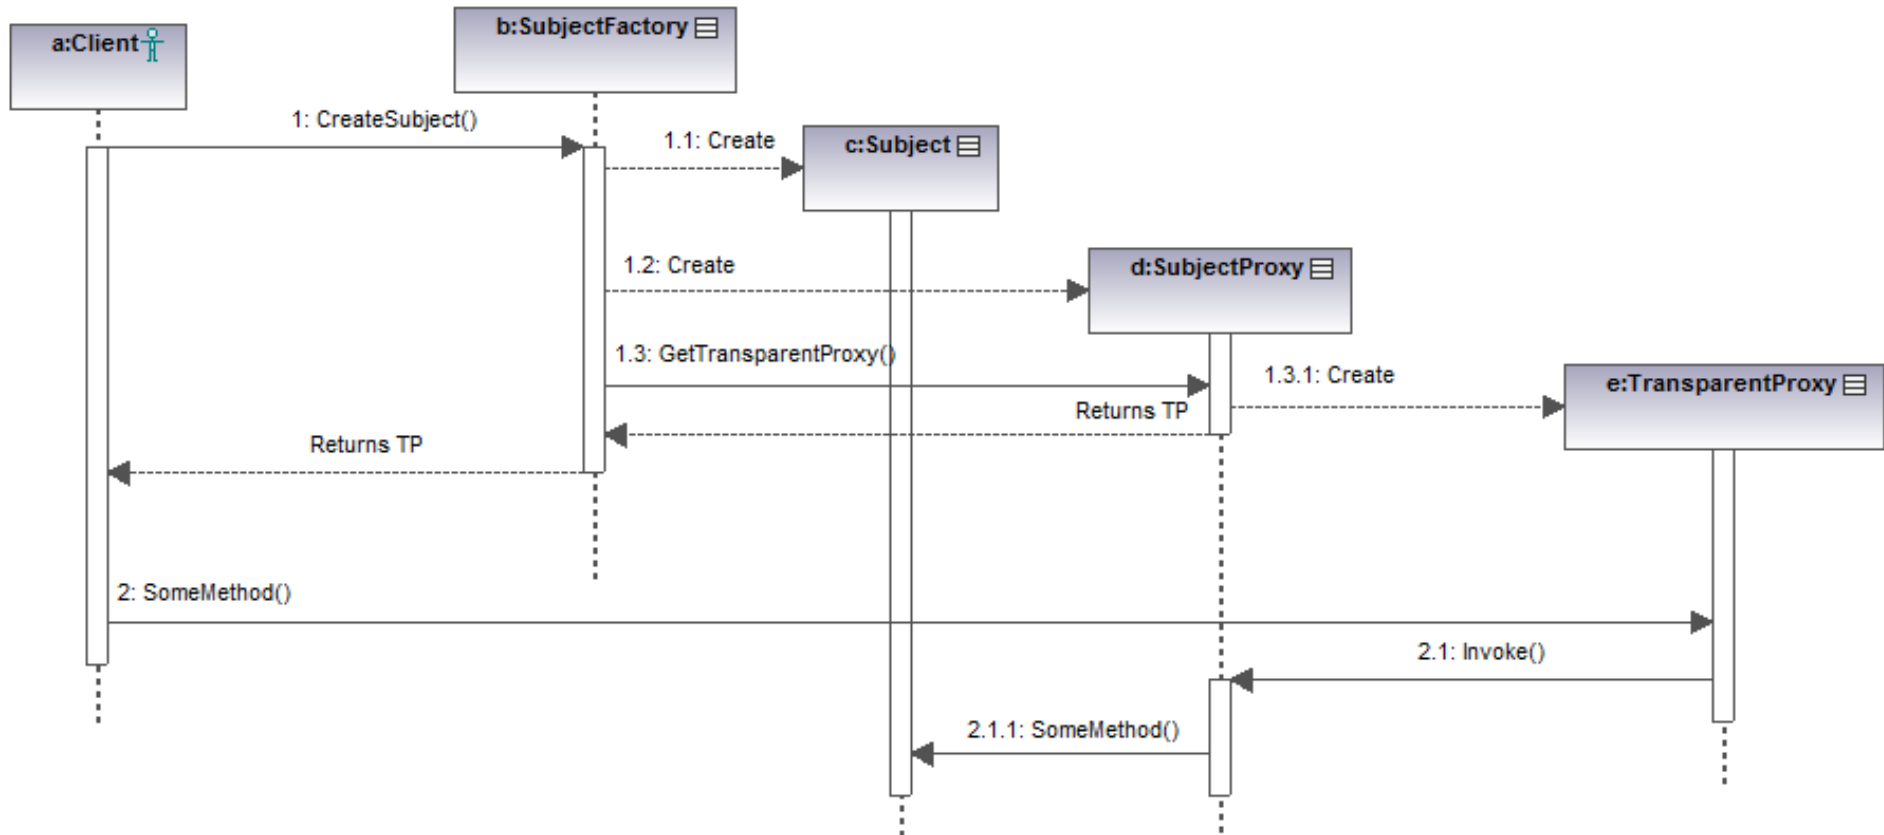 a:Client
b:SubjectFactory
1: CreateSubject()
1.1: Create
c:Subject
1.2: Create
d:SubjectProxy
1.3: GetTransparentProxy()
1.3.1: Create
e:TransparentProxy
Returns TP
Returns TP
2: SomeMethod()
2.1: Invoke()
2.1.1: SomeMethod()